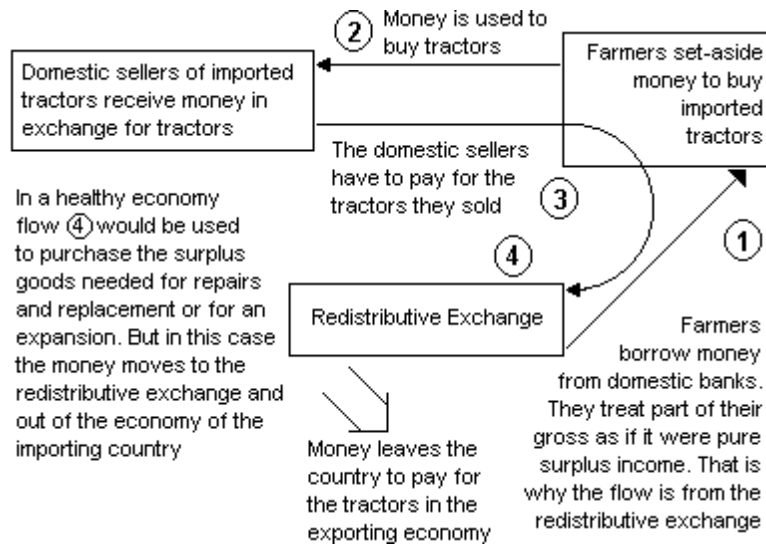 2
Money is used to
buy tractors
Farmers set-aside
money to buy
imported
tractors
Domestic sellers of imported
tractors receive money in
exchange for tractors
The domestic sellers
have to pay for the
tractors they sold
3
1
In a healthy economy
flow 4 would be used
to purchase the surplus
goods needed for repairs
and replacement or for an
expansion. But in this case
the money moves to the
redistributive exchange and
out of the economy of the
importing country
4
Redistributive Exchange
Money leaves the
country to pay for
the tractors in the
exporting economy
Farmers
borrow money
from domestic banks.
They treat part of their
gross as if it were pure
surplus income. That is
why the flow is from the
redistributive exchange